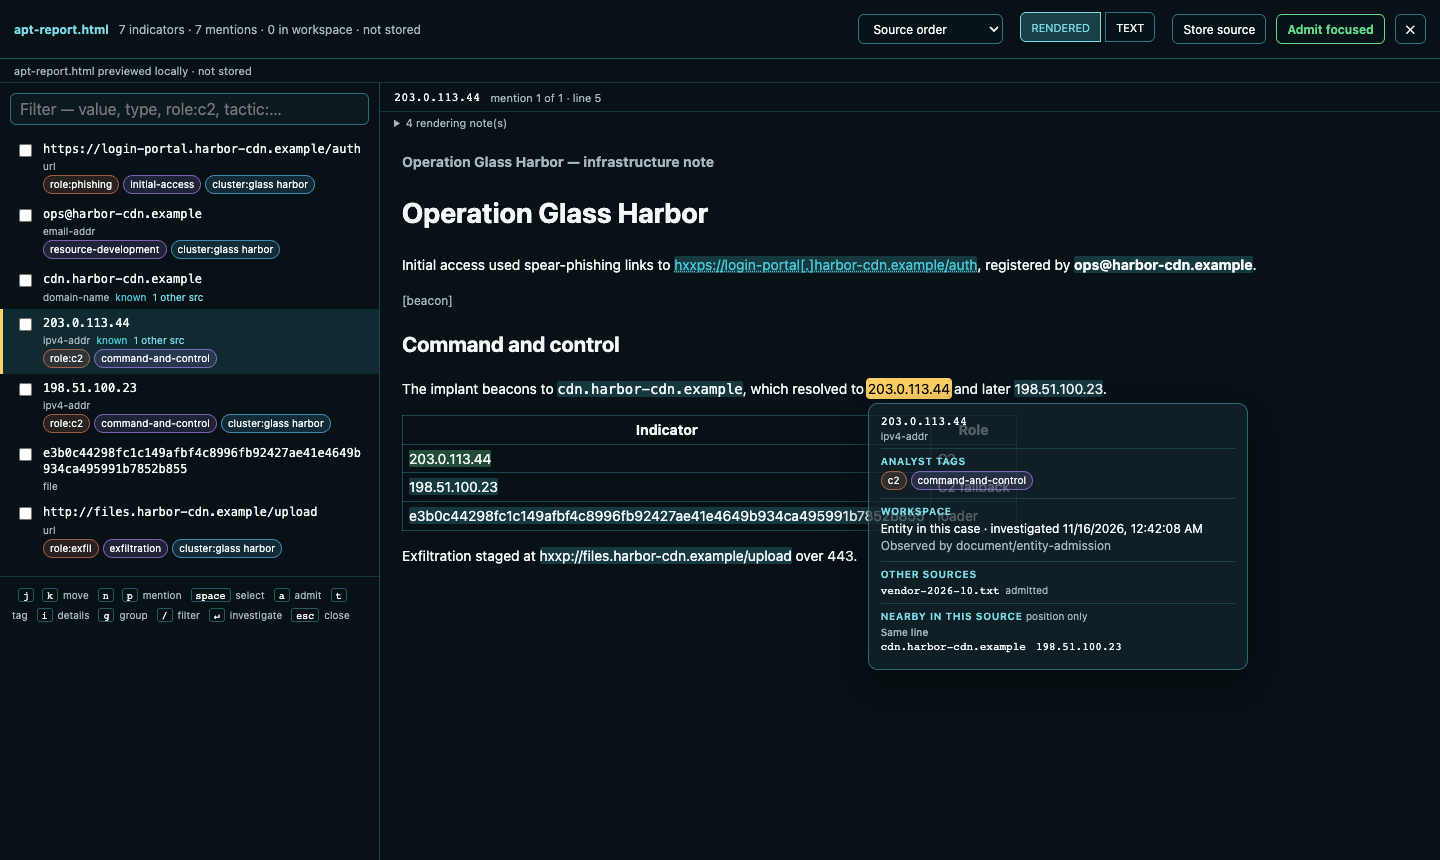 apt-report.html 7 indicators · 7 mentions · 0 in workspace · not stored Source order RENDERED TEXT Store source Admit focused ✕
apt-report.html previewed locally · not stored
Filter — value, type, role:c2, tactic:...
https://login-portal.harbor-cdn.example/auth
url
role:phishing initial-access cluster:glass harbor
ops@harbor-cdn.example
email-addr
resource-development cluster:glass harbor
cdn.harbor-cdn.example
domain-name known 1 other src
203.0.113.44
ipv4-addr known 1 other src
role:c2 command-and-control
198.51.100.23
ipv4-addr
role:c2 command-and-control cluster:glass harbor
e3b0c44298fc1c149afbf4c8996fb92427ae41e4649b
934ca495991b7852b855
file
http://files.harbor-cdn.example/upload
url
role:exfil exfiltration cluster:glass harbor
j k move n p mention space select a admit t
tag i details g group / filter ↵ investigate esc close
203.0.113.44 mention 1 of 1 · line 5
▶ 4 rendering note(s)
Operation Glass Harbor — infrastructure note
Operation Glass Harbor
Initial access used spear-phishing links to hxxps://login-portal[.]harbor-cdn.example/auth, registered by ops@harbor-cdn.example.
[beacon]
Command and control
The implant beacons to cdn.harbor-cdn.example, which resolved to 203.0.113.44 and later 198.51.100.23.
Indicator Role
203.0.113.44 C2
198.51.100.23 C2 fallback
e3b0c44298fc1c149afbf4c8996fb92427ae41e4649b934ca495991b7852b855 loader
Exfiltration staged at hxxp://files.harbor-cdn.example/upload over 443.
203.0.113.44
ipv4-addr
ANALYST TAGS
c2 command-and-control
WORKSPACE
Entity in this case · investigated 11/16/2026, 12:42:08 AM
Observed by document/entity-admission
OTHER SOURCES
vendor-2026-10.txt admitted
NEARBY IN THIS SOURCE position only
Same line
cdn.harbor-cdn.example 198.51.100.23